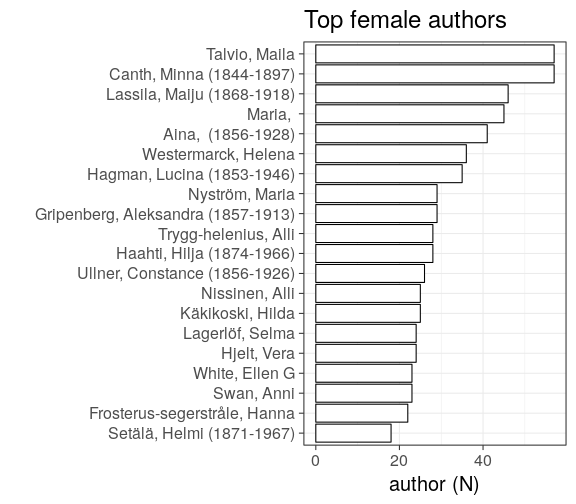 Top female authors
Talvio, Maila
Canth, Minna (1844-1897)
Lassila, Maiju (1868-1918)
Maria,
Aina,  (1856-1928)
Westermarck, Helena
Hagman, Lucina (1853-1946)
Nyström, Maria
Gripenberg, Aleksandra (1857-1913)
Trygg-helenius, Alli
Haahti, Hilja (1874-1966)
Ullner, Constance (1856-1926)
Nissinen, Alli
Käkikoski, Hilda
Lagerlöf, Selma
Hjelt, Vera
White, Ellen G
Swan, Anni
Frosterus-segerstråle, Hanna
Setälä, Helmi (1871-1967)
0 20 40
author (N)